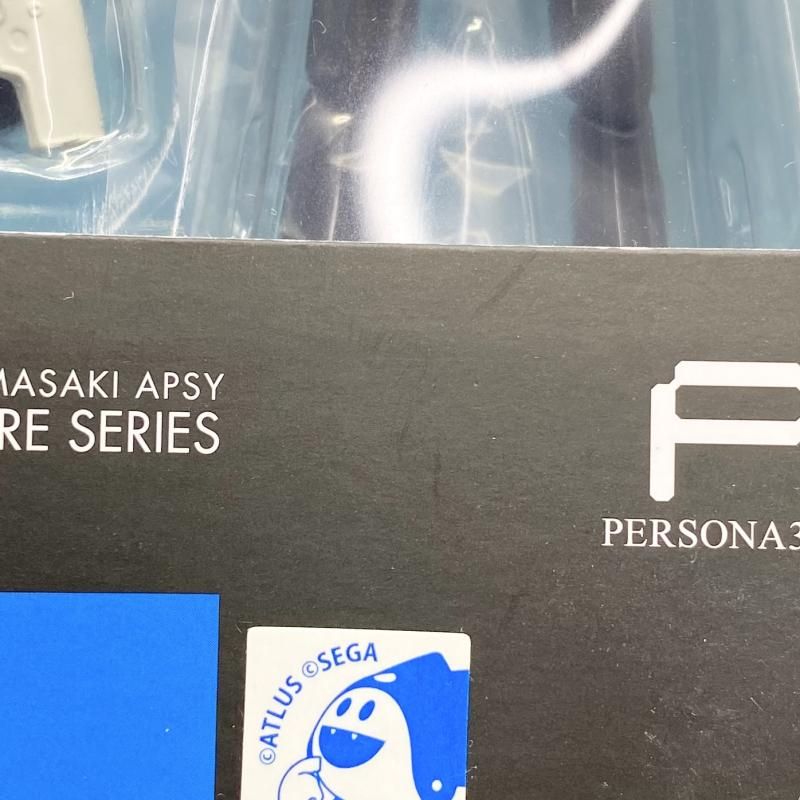 MASAKI APSY
RE SERIES
P
PERSONA3
©ATLUS ©SEGA